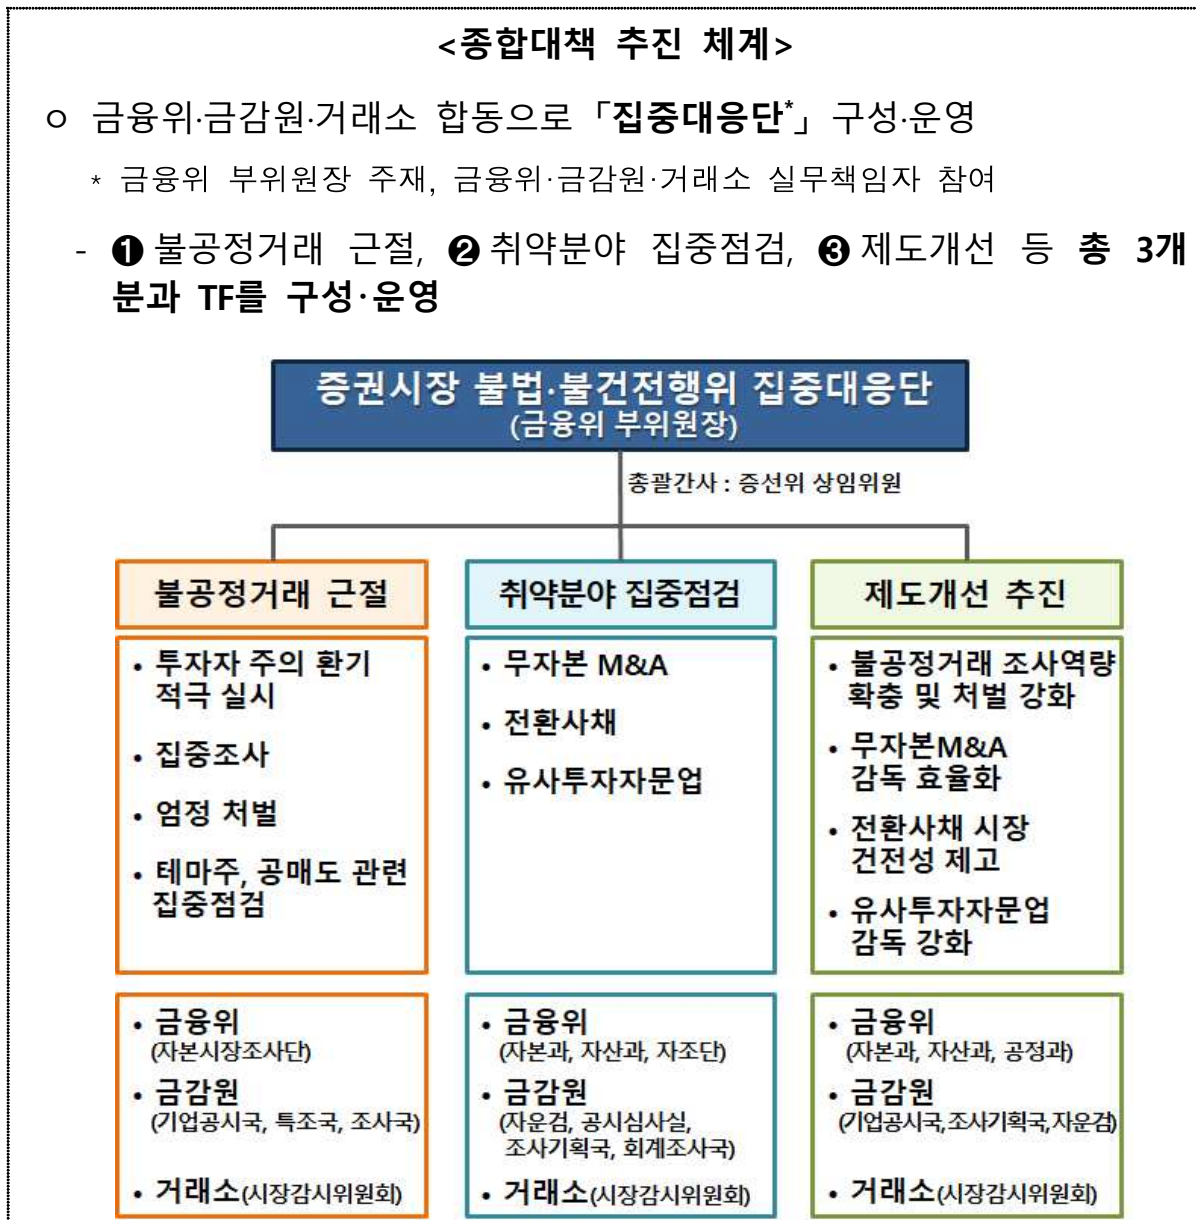 <종합대책 추진 체계>
ㅇ 금융위·금감원·거래소 합동으로「집중대응단*」구성·운영
* 금융위 부위원장 주재, 금융위·금감원·거래소 실무책임자 참여
- ❶ 불공정거래 근절, ❷ 취약분야 집중점검, ❸ 제도개선 등 총 3개
분과 TF를 구성·운영
증권시장 불법·불건전행위 집중대응단
(금융위 부위원장)
총괄간사 : 증선위 상임위원
불공정거래 근절
• 투자자 주의 환기
적극 실시
• 집중조사
• 엄정 처벌
• 테마주, 공매도 관련
집중점검
• 금융위
(자본시장조사단)
• 금감원
(기업공시국, 특조국, 조사국)
• 거래소(시장감시위원회)
취약분야 집중점검
• 무자본 M&A
• 전환사채
• 유사투자자문업
• 금융위
(자본과, 자산과, 자조단)
• 금감원
(자운검, 공시심사실,
조사기획국, 회계조사국)
• 거래소(시장감시위원회)
제도개선 추진
• 불공정거래 조사역량
확충 및 처벌 강화
• 무자본M&A
감독 효율화
• 전환사채 시장
건전성 제고
• 유사투자자문업
감독 강화
• 금융위
(자본과, 자산과, 공정과)
• 금감원
(기업공시국,조사기획국,자운검)
• 거래소(시장감시위원회)